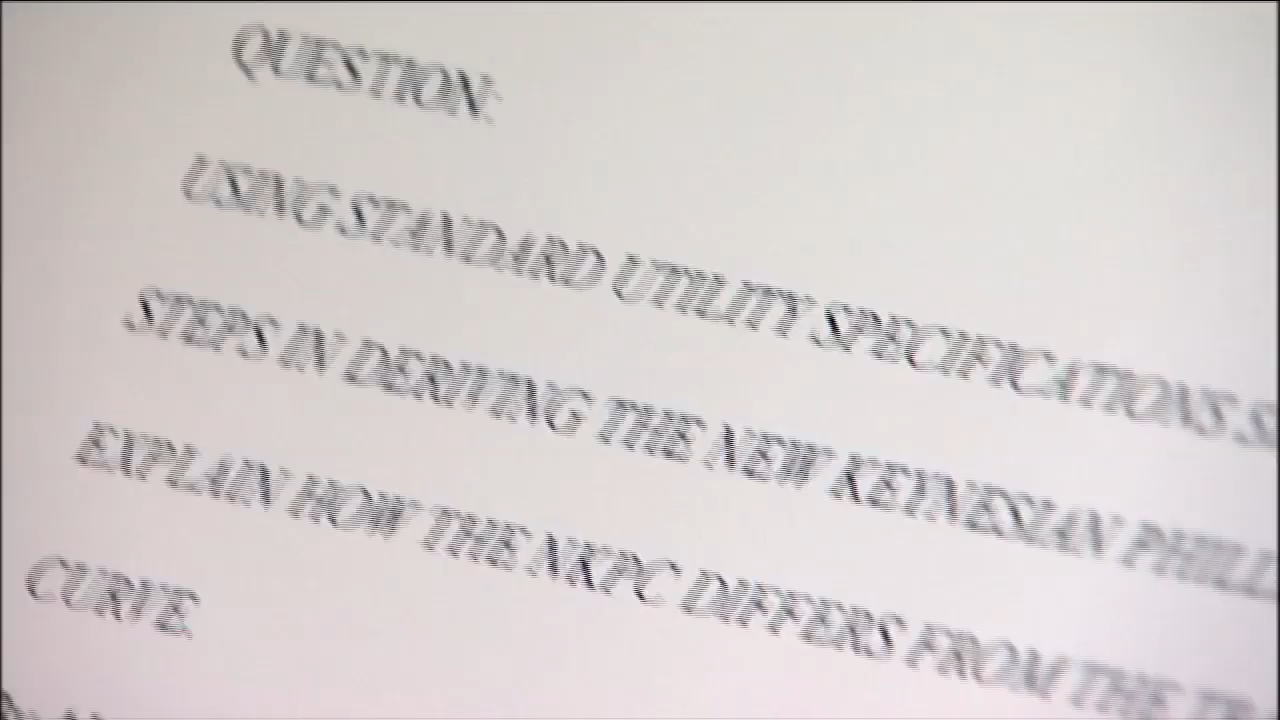 QUESTION:
USING STANDARD UTILITY SPECIFICATIONS
STEPS IN DERIVING THE NEW KEYNESIAN
EXPLAIN HOW THE NKPC DIFFERS FROM THE
CURVE.